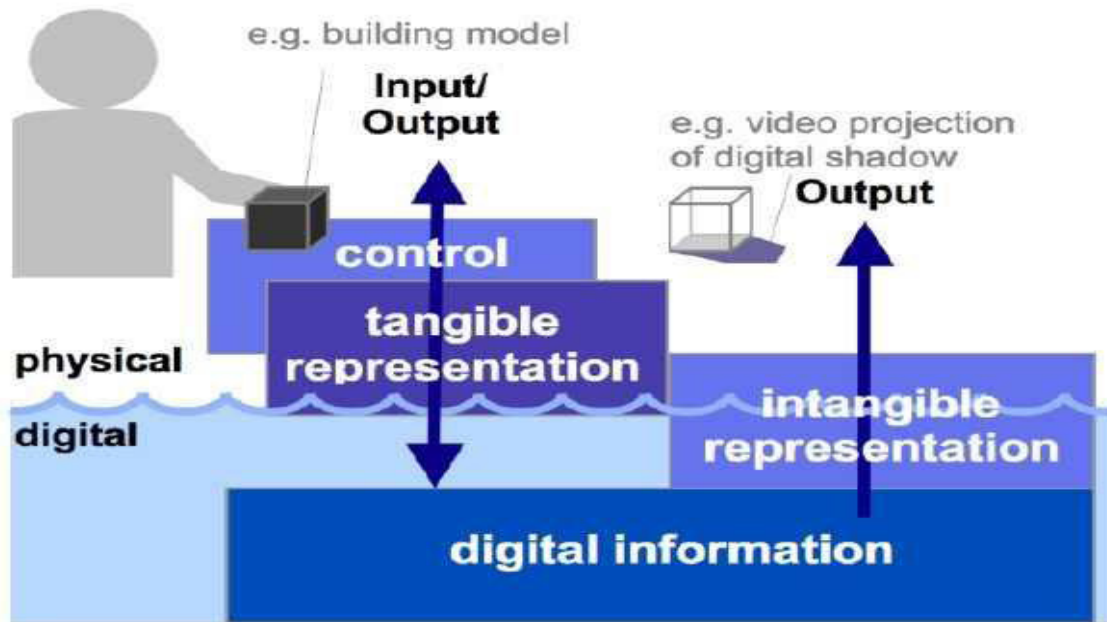 e.g. building model
Input/
Output
e.g. video projection
of digital shadow
Output
control
tangible
representation
physical
digital
intangible
representation
digital information